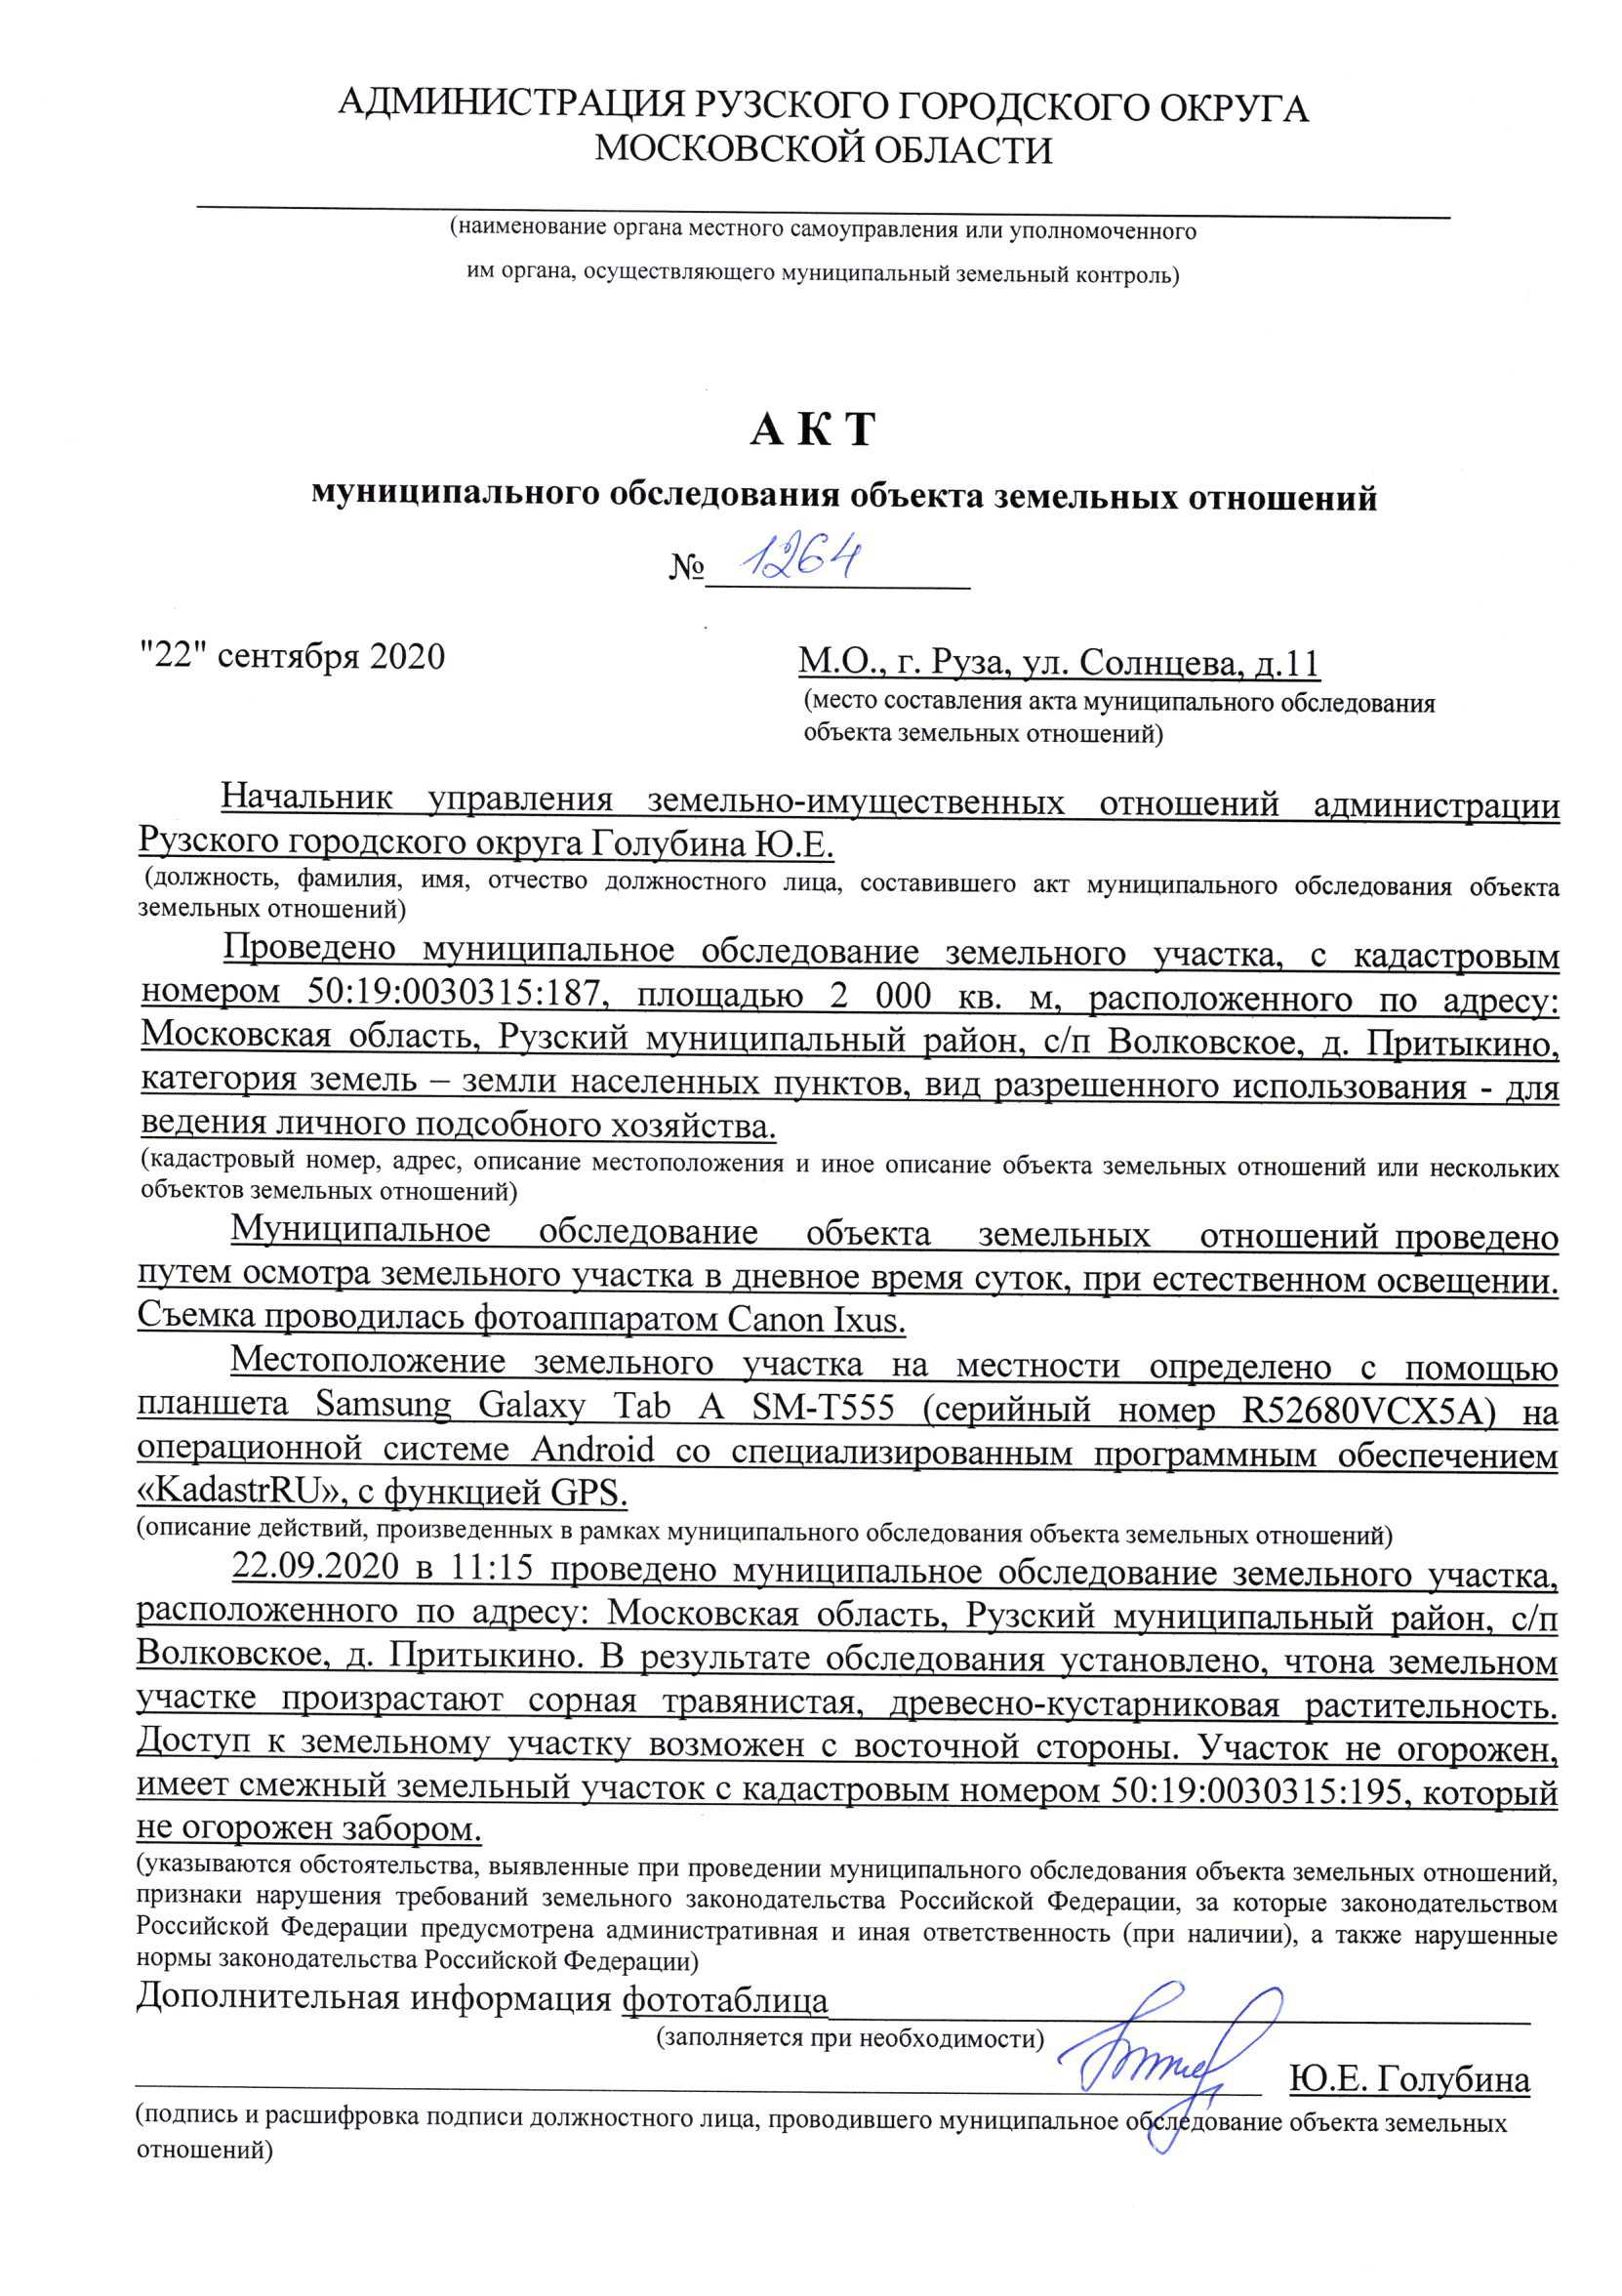 АДМИНИСТРАЦИЯ РУЗСКОГО ГОРОДСКОГО ОКРУГА
МОСКОВСКОЙ ОБЛАСТИ
(наименование органа местного самоуправления или уполномоченного
им органа, осуществляющего муниципальный земельный контроль)
А К Т
муниципального обследования объекта земельных отношений
№ 1264
"22" сентября 2020
М.О., г. Руза, ул. Солнцева, д.11
(место составления акта муниципального обследования
объекта земельных отношений)
Начальник управления земельно-имущественных отношений администрации
Рузского городского округа Голубина Ю.Е.
(должность, фамилия, имя, отчество должностного лица, составившего акт муниципального обследования объекта
земельных отношений)
Проведено муниципальное обследование земельного участка, с кадастровым
номером 50:19:0030315:187, площадью 2 000 кв. м, расположенного по адресу:
Московская область, Рузский муниципальный район, с/п Волковское, д. Притыкино,
категория земель – земли населенных пунктов, вид разрешенного использования - для
ведения личного подсобного хозяйства.
(кадастровый номер, адрес, описание местоположения и иное описание объекта земельных отношений или нескольких
объектов земельных отношений)
Муниципальное обследование объекта земельных отношений проведено
путем осмотра земельного участка в дневное время суток, при естественном освещении.
Съемка проводилась фотоаппаратом Canon Ixus.
Местоположение земельного участка на местности определено с помощью
планшета Samsung Galaxy Tab A SM-T555 (серийный номер R52680VCX5A) на
операционной системе Android со специализированным программным обеспечением
«KadastrRU», с функцией GPS.
(описание действий, произведенных в рамках муниципального обследования объекта земельных отношений)
22.09.2020 в 11:15 проведено муниципальное обследование земельного участка,
расположенного по адресу: Московская область, Рузский муниципальный район, с/п
Волковское, д. Притыкино. В результате обследования установлено, чтона земельном
участке произрастают сорная травянистая, древесно-кустарниковая растительность.
Доступ к земельному участку возможен с восточной стороны. Участок не огорожен,
имеет смежный земельный участок с кадастровым номером 50:19:0030315:195, который
не огорожен забором.
(указываются обстоятельства, выявленные при проведении муниципального обследования объекта земельных отношений,
признаки нарушения требований земельного законодательства Российской Федерации, за которые законодательством
Российской Федерации предусмотрена административная и иная ответственность (при наличии), а также нарушенные
нормы законодательства Российской Федерации)
Дополнительная информация фототаблица
(заполняется при необходимости)
Ю.Е. Голубина
(подпись и расшифровка подписи должностного лица, проводившего муниципальное обследование объекта земельных
отношений)